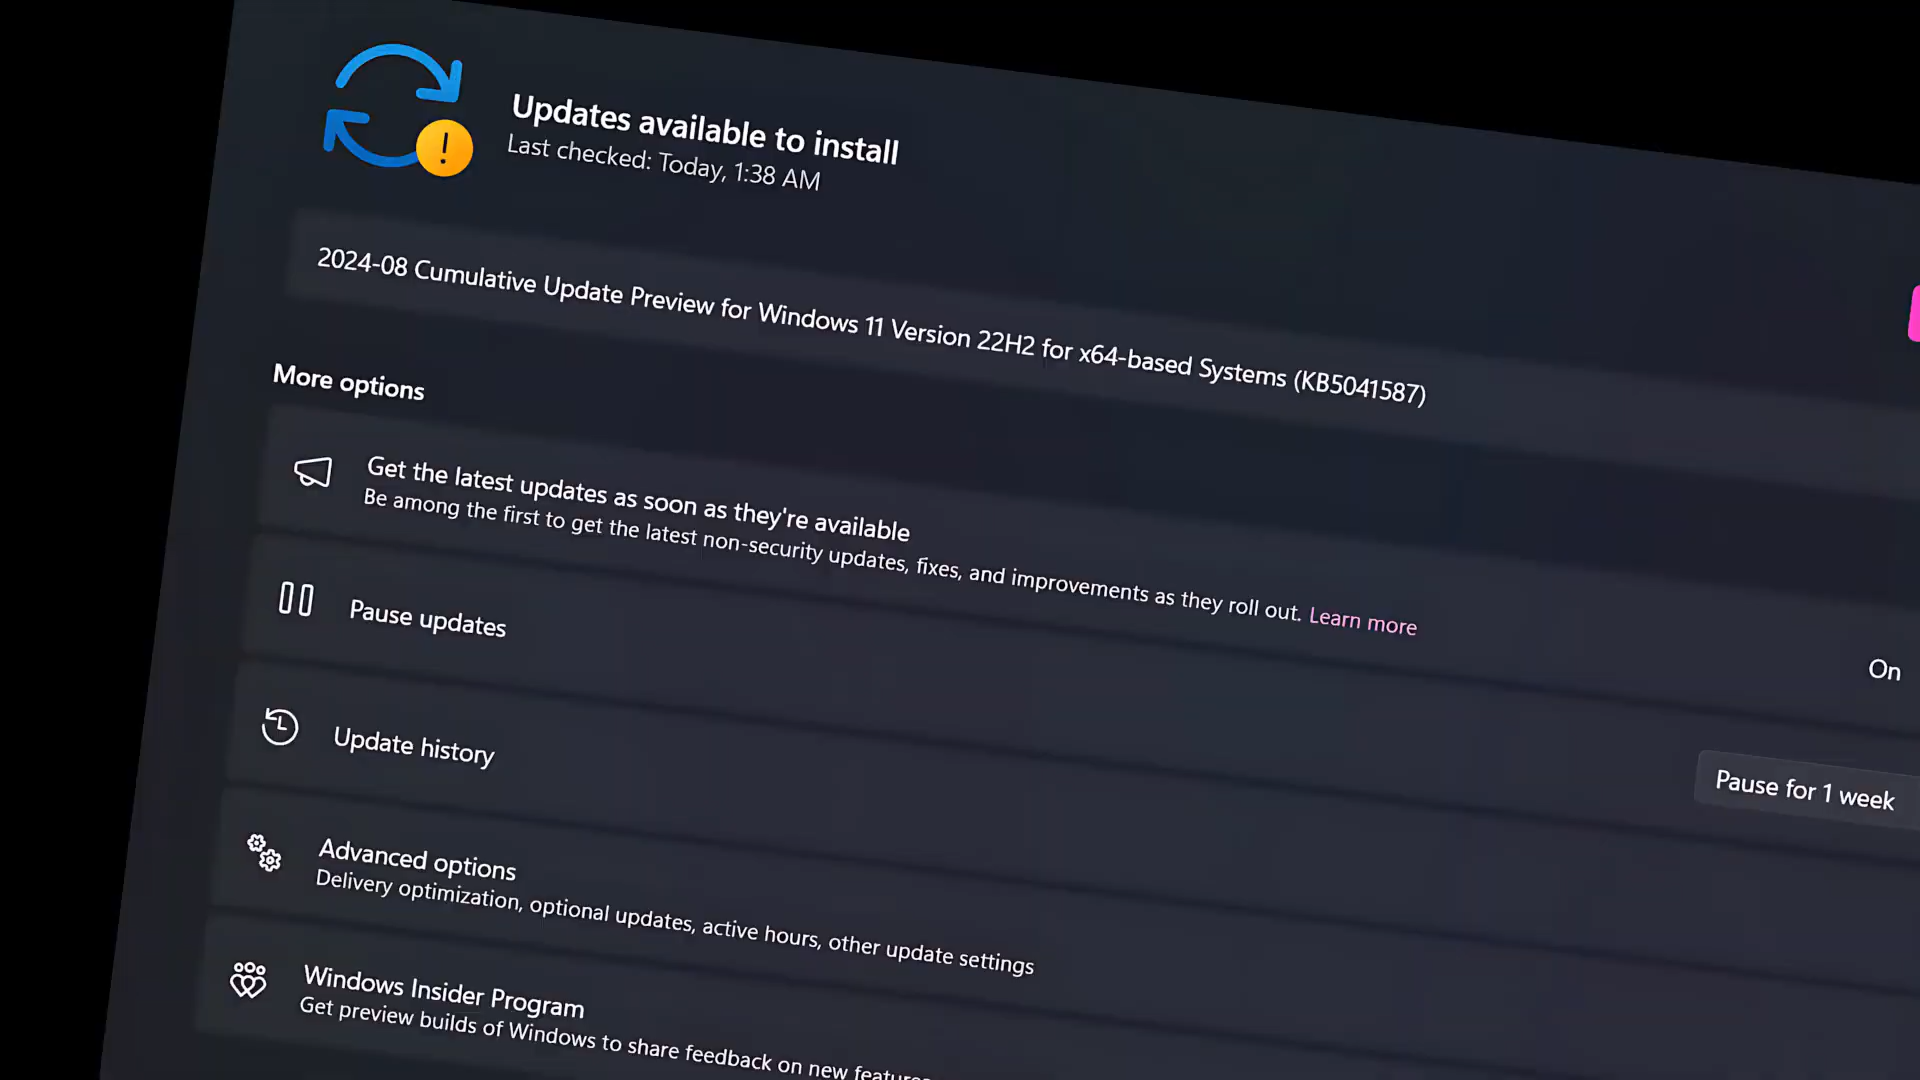 Updates available to install
Last checked: Today, 1:38 AM
2024-08 Cumulative Update Preview for Windows 11 Version 22H2 for x64-based Systems (KB5041587)
More options
Get the latest updates as soon as they're available
Be among the first to get the latest non-security updates, fixes, and improvements as they roll out. Learn more
On
Pause updates
Pause for 1 week
Update history
Advanced options
Delivery optimization, optional updates, active hours, other update settings
Windows Insider Program
Get preview builds of Windows to share feedback on new features